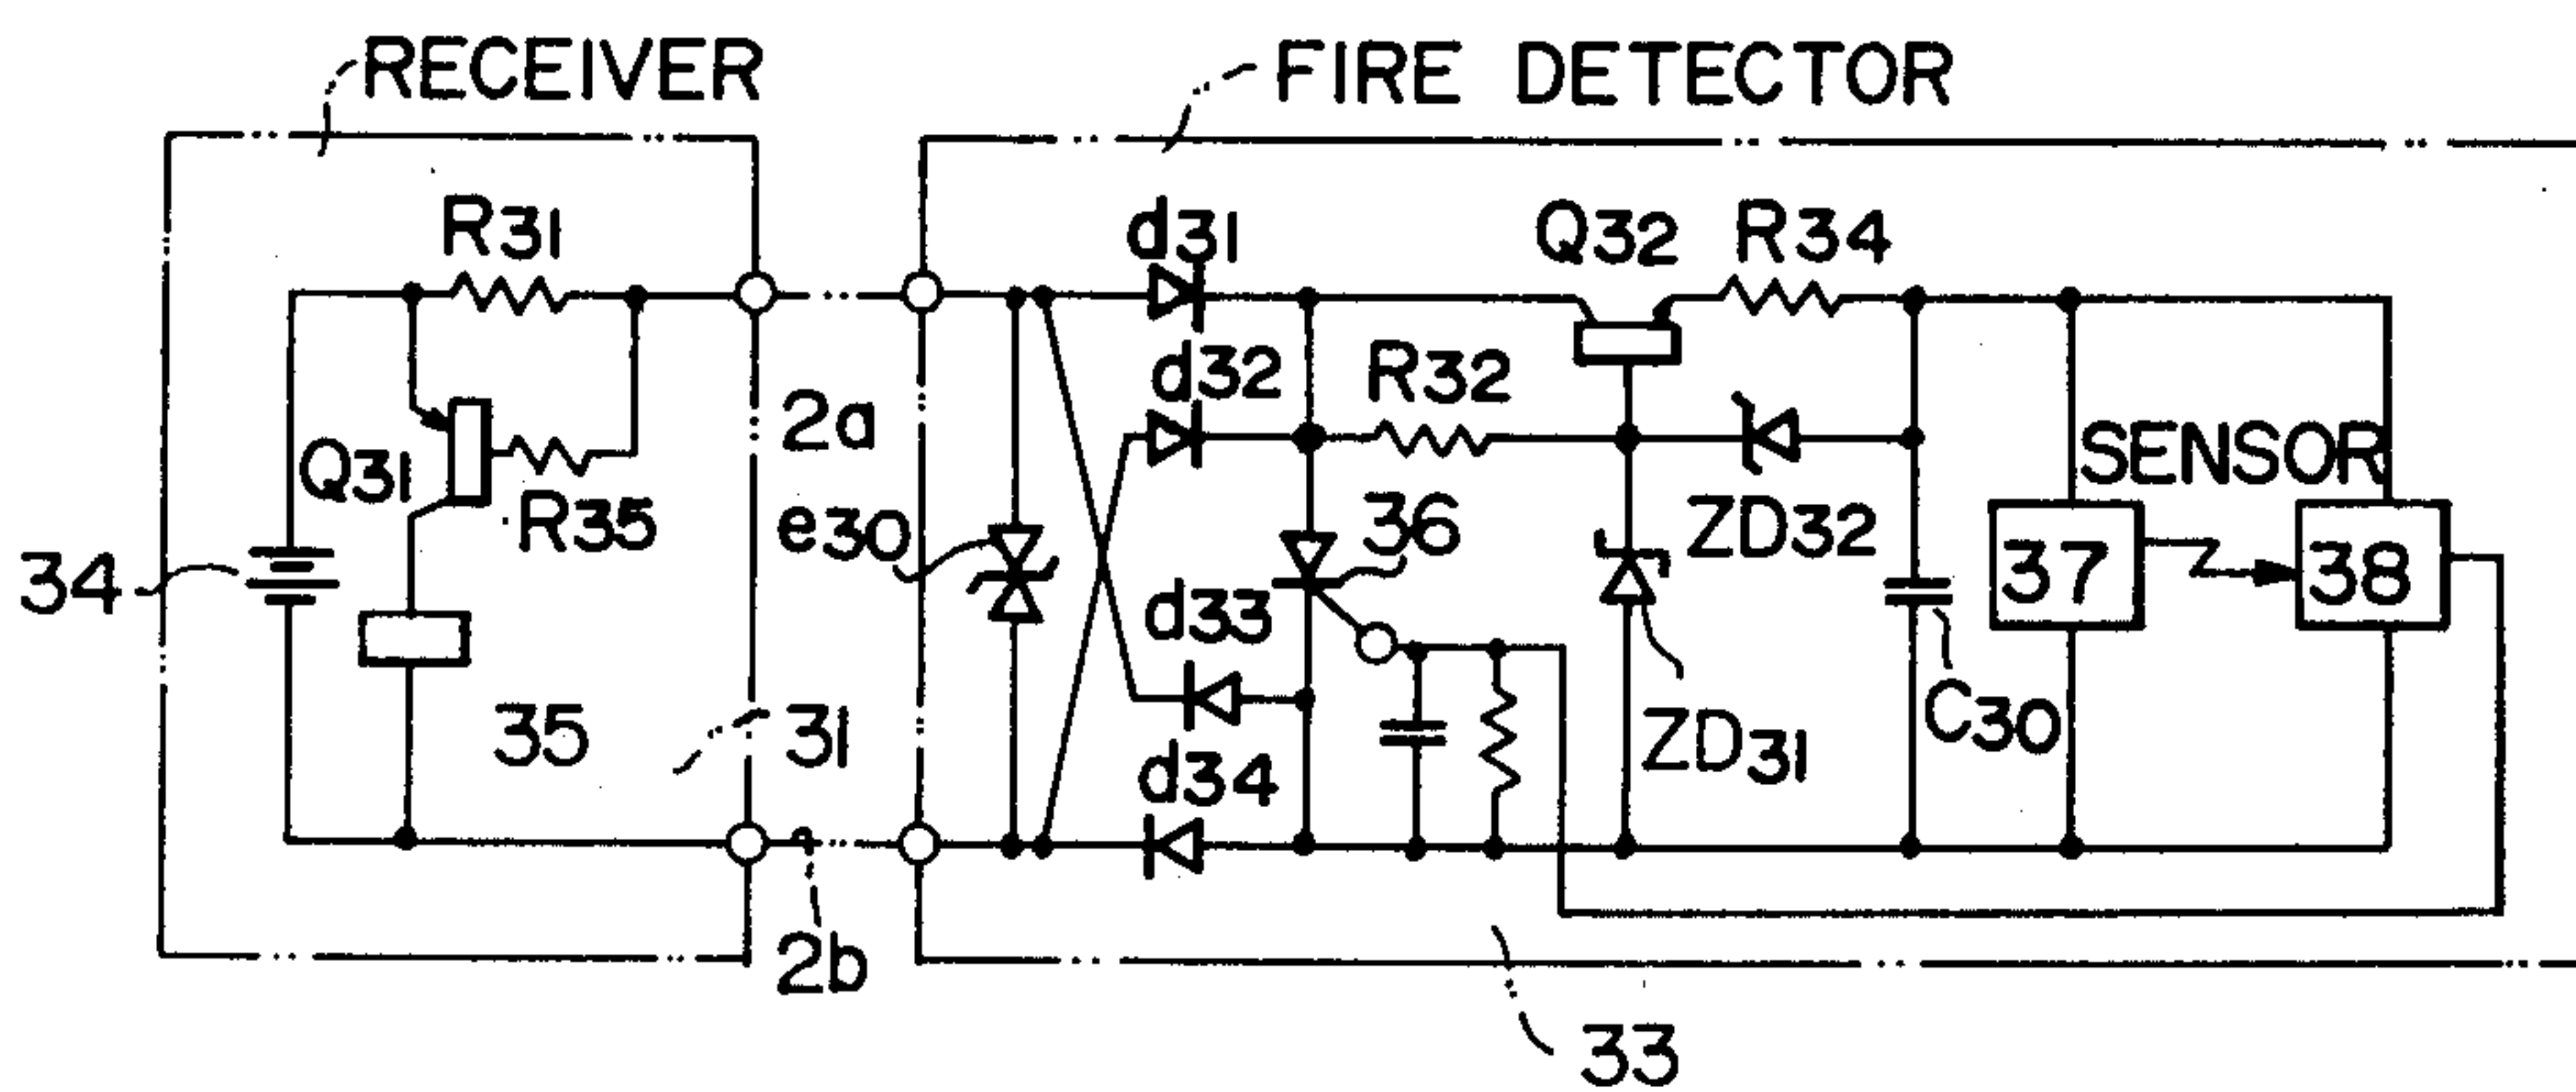 RECEIVER
FIRE DETECTOR
R31
d31
Q32
R34
d32
R32
2a
SENSOR
Q31
R35
e30
36
ZD32
34
37
38
d33
35
31
C30
d34
ZD31
2b
33